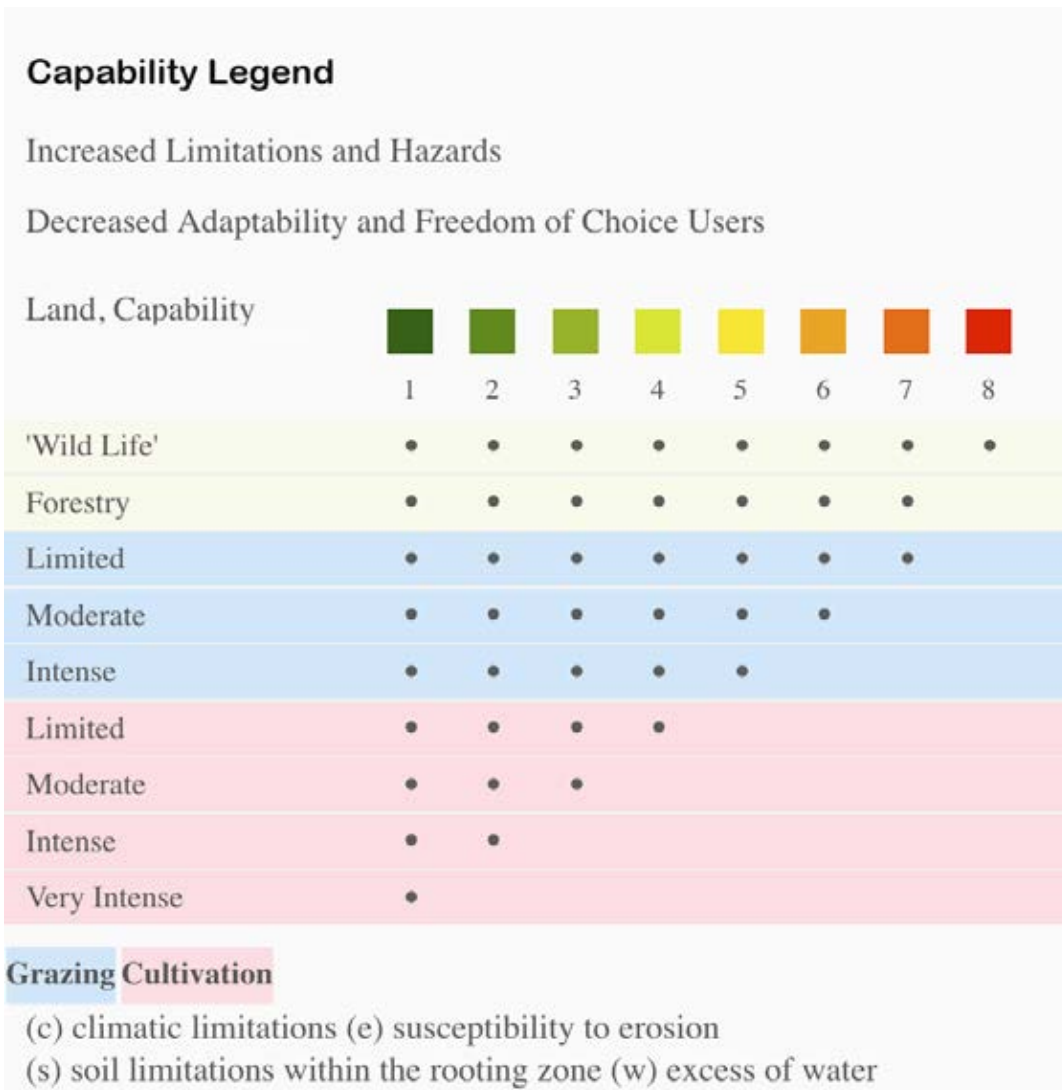 Capability Legend
Increased Limitations and Hazards
Decreased Adaptability and Freedom of Choice Users
Land, Capability
1 2 3 4 5 6 7 8
'Wild Life'
Forestry
Limited
Moderate
Intense
Limited
Moderate
Intense
Very Intense
Grazing Cultivation
(c) climatic limitations (e) susceptibility to erosion
(s) soil limitations within the rooting zone (w) excess of water